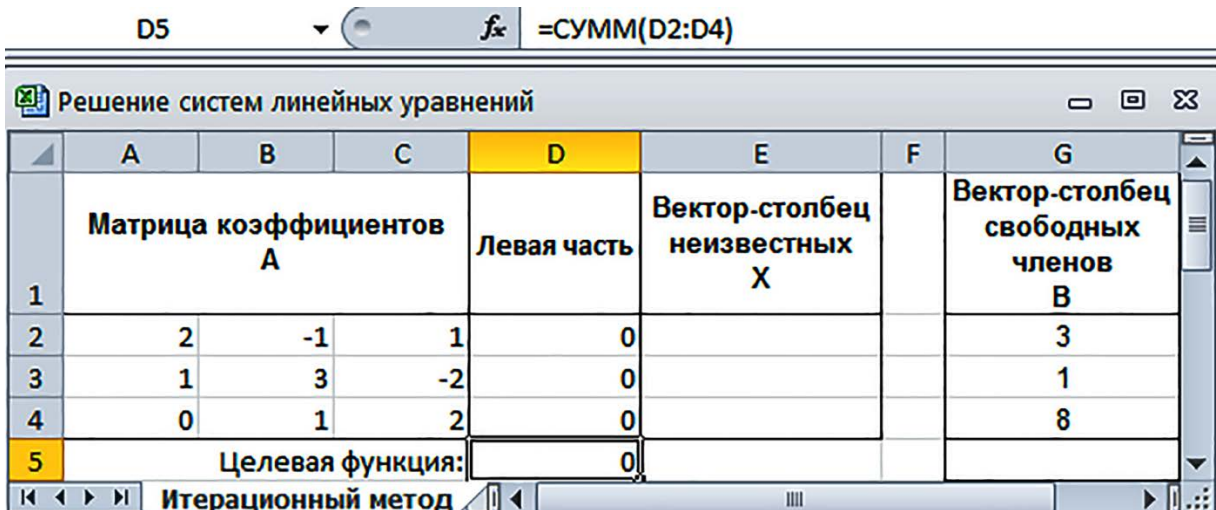 D5 fx =СУММ(D2:D4)
Решение систем линейных уравнений
A B C D E F G
1 Матрица коэффициентов A Левая часть Вектор-столбец неизвестных X Вектор-столбец свободных членов B
2 2 -1 1 0 3
3 1 3 -2 0 1
4 0 1 2 0 8
5 Целевая функция: 0
Итерационный метод